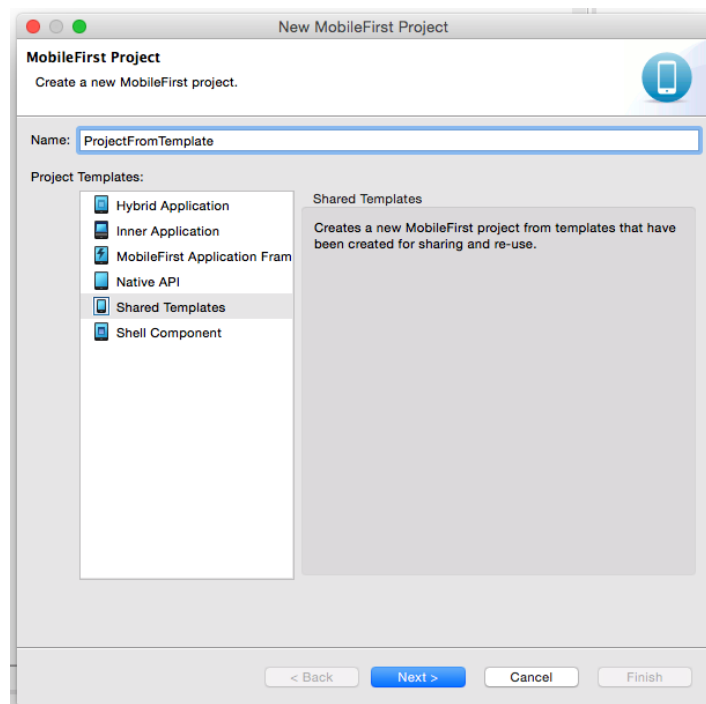 New MobileFirst Project
MobileFirst Project
Create a new MobileFirst project.
Name: ProjectFromTemplate
Project Templates:
Hybrid Application
Inner Application
MobileFirst Application Fram
Native API
Shared Templates
Shell Component
Shared Templates
Creates a new MobileFirst project from templates that have
been created for sharing and re-use.
< Back Next > Cancel Finish